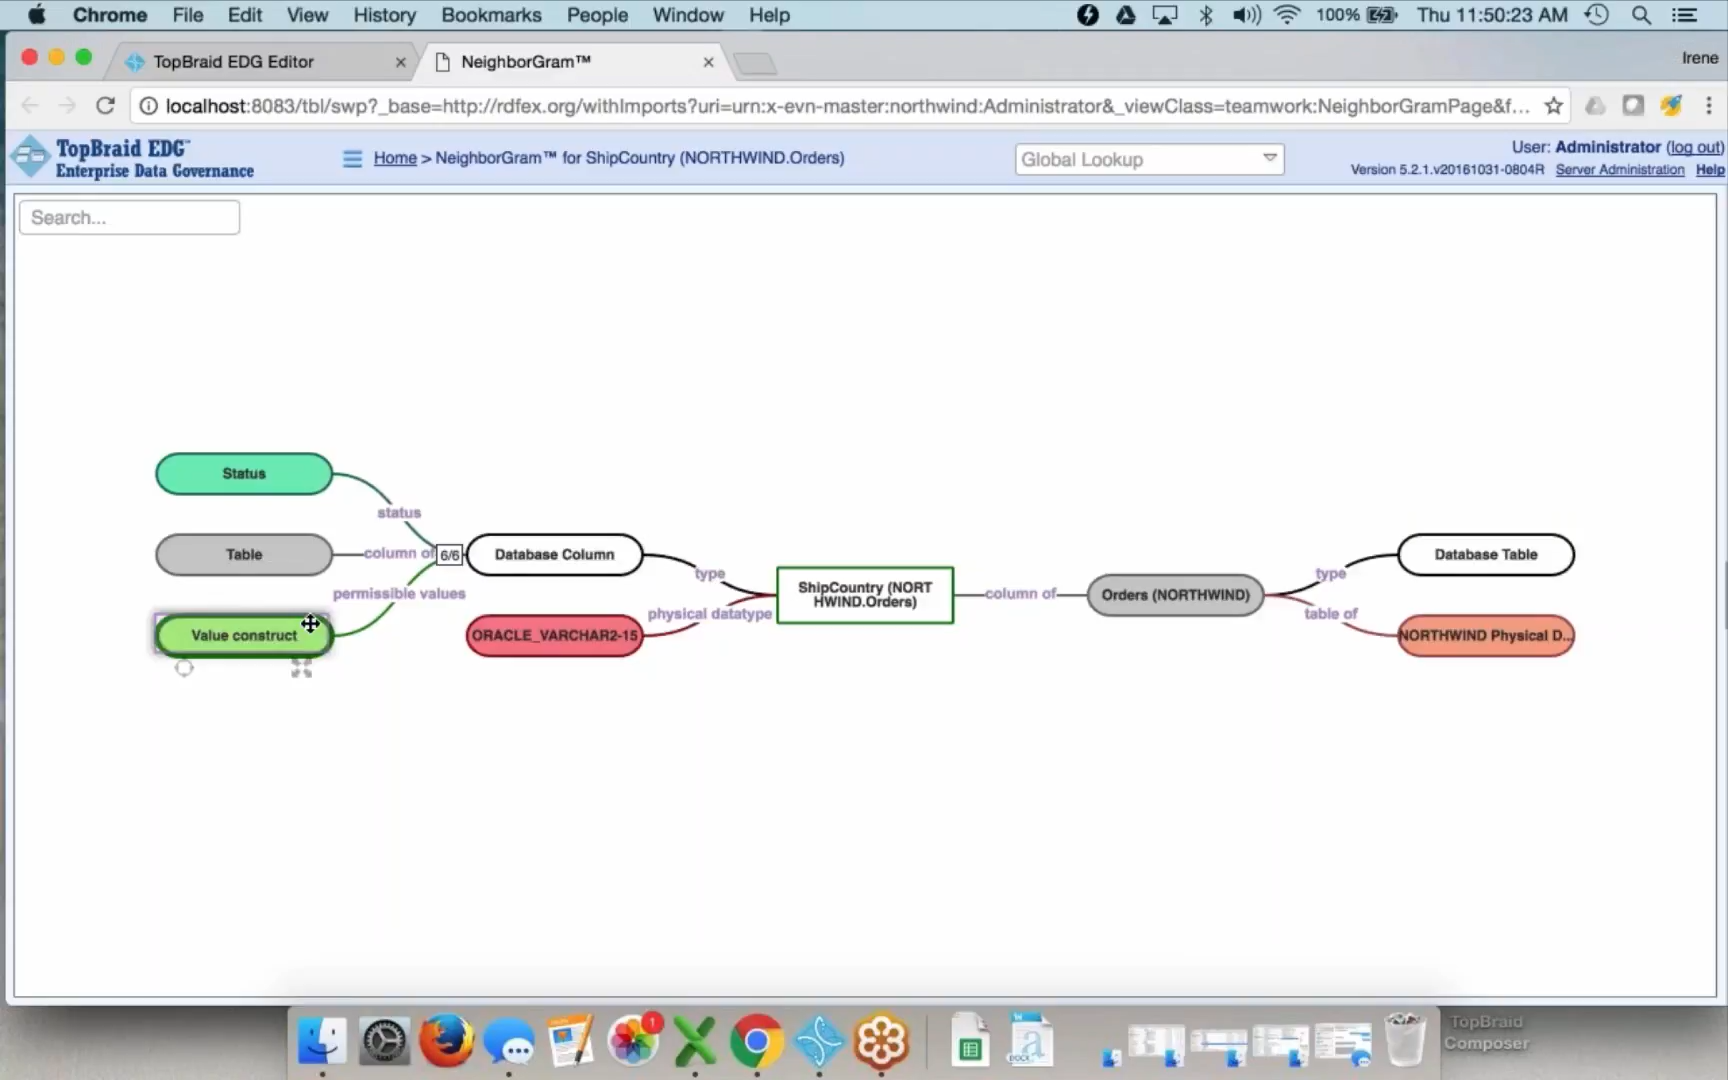 Chrome File Edit View History Bookmarks People Window Help 100% Thu 11:50:23 AM
TopBraid EDG Editor NeighborGram™ Irene
localhost:8083/tbl/swp?_base=http://rdfex.org/withImports?uri=urn:x-evn-master:northwind:Administrator&_viewClass=teamwork:NeighborGramPage&f...
TopBraid EDG™
Enterprise Data Governance
Home > NeighborGram™ for ShipCountry (NORTHWIND.Orders)
Global Lookup
User: Administrator (log out)
Version 5.2.1.v20161031-0804R Server Administration Help
Search...
Status
status
Table
column of
6/6
Database Column
type
permissible values
Value construct
ORACLE_VARCHAR2-15
physical datatype
ShipCountry (NORT
HWIND.Orders)
column of
Orders (NORTHWIND)
type
Database Table
table of
NORTHWIND Physical D...
1
W
DOCX
TopBraid
Composer